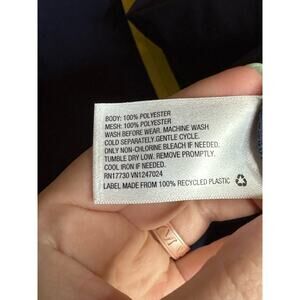 BODY: 100% POLYESTER
MESH: 100% POLYESTER
WASH BEFORE WEAR. MACHINE WASH
COLD SEPARATELY. GENTLE CYCLE.
ONLY NON-CHLORINE BLEACH IF NEEDED.
TUMBLE DRY LOW. REMOVE PROMPTLY.
COOL IRON IF NEEDED.
RN17730 VN1247024
LABEL MADE FROM 100% RECYCLED PLASTIC